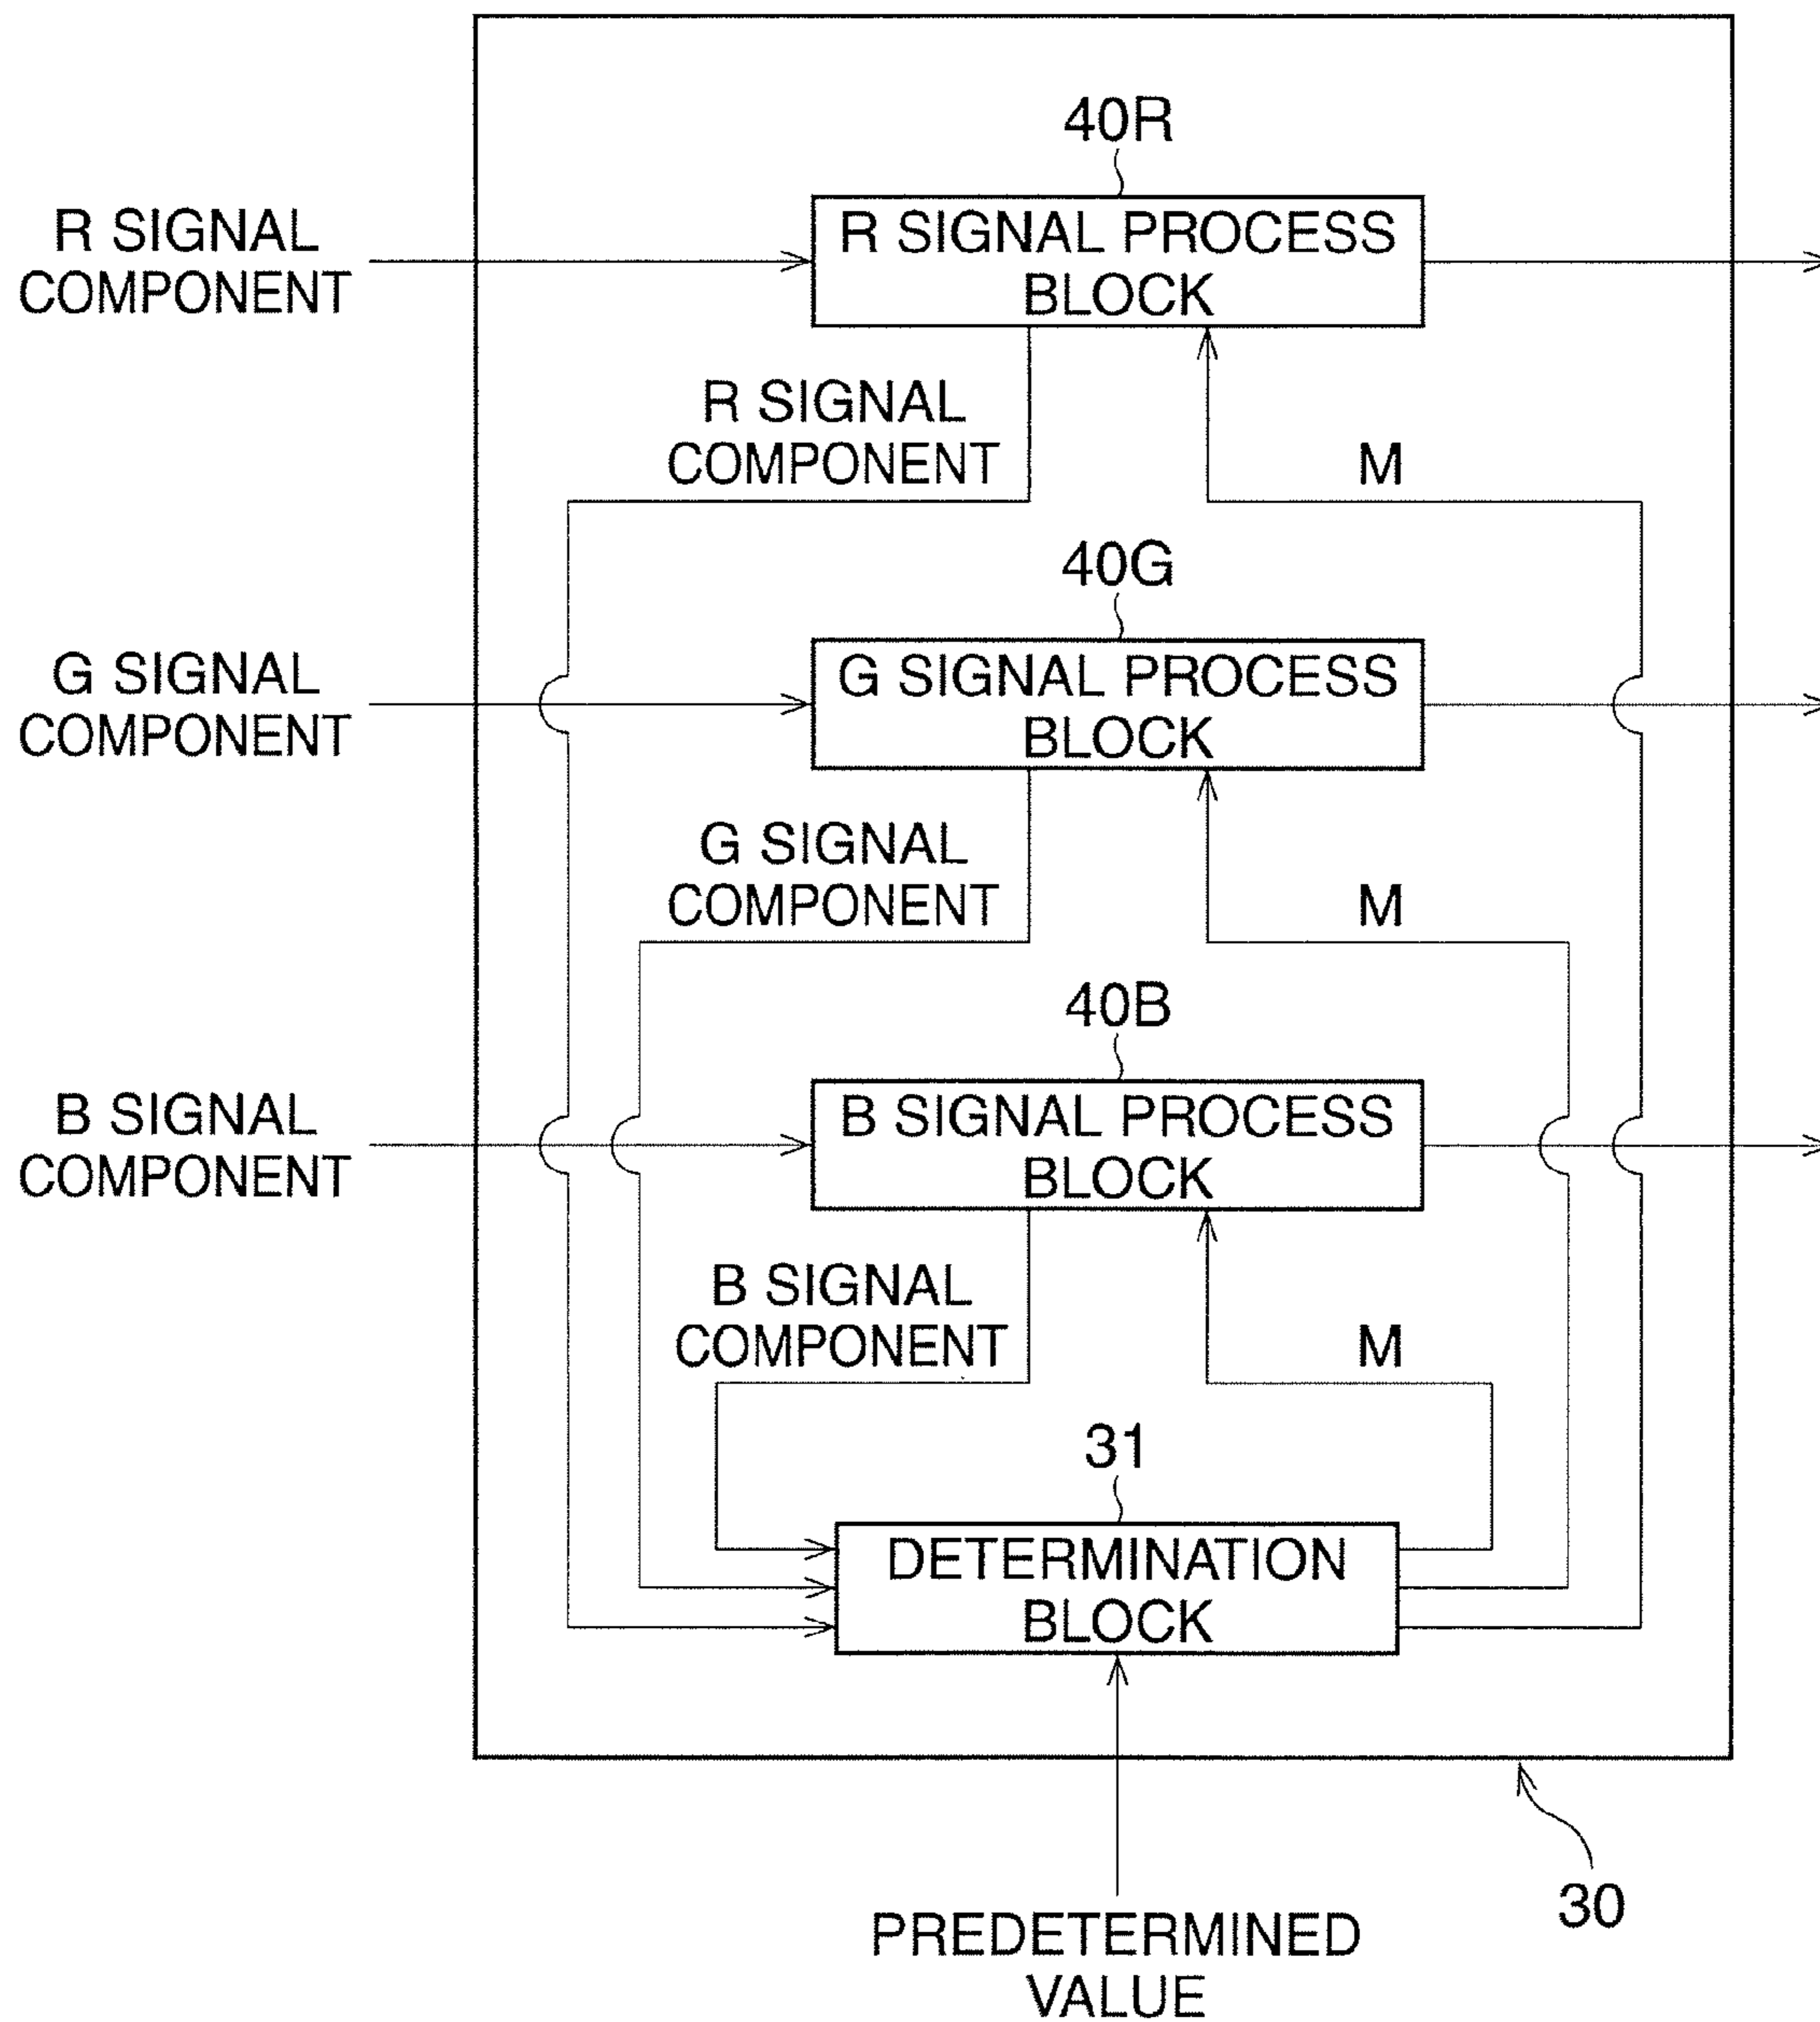 40R
R SIGNAL
COMPONENT
R SIGNAL PROCESS
BLOCK
R SIGNAL
COMPONENT
M
40G
G SIGNAL
COMPONENT
G SIGNAL PROCESS
BLOCK
G SIGNAL
COMPONENT
M
40B
B SIGNAL
COMPONENT
B SIGNAL PROCESS
BLOCK
B SIGNAL
COMPONENT
M
31
DETERMINATION
BLOCK
30
PREDETERMINED
VALUE